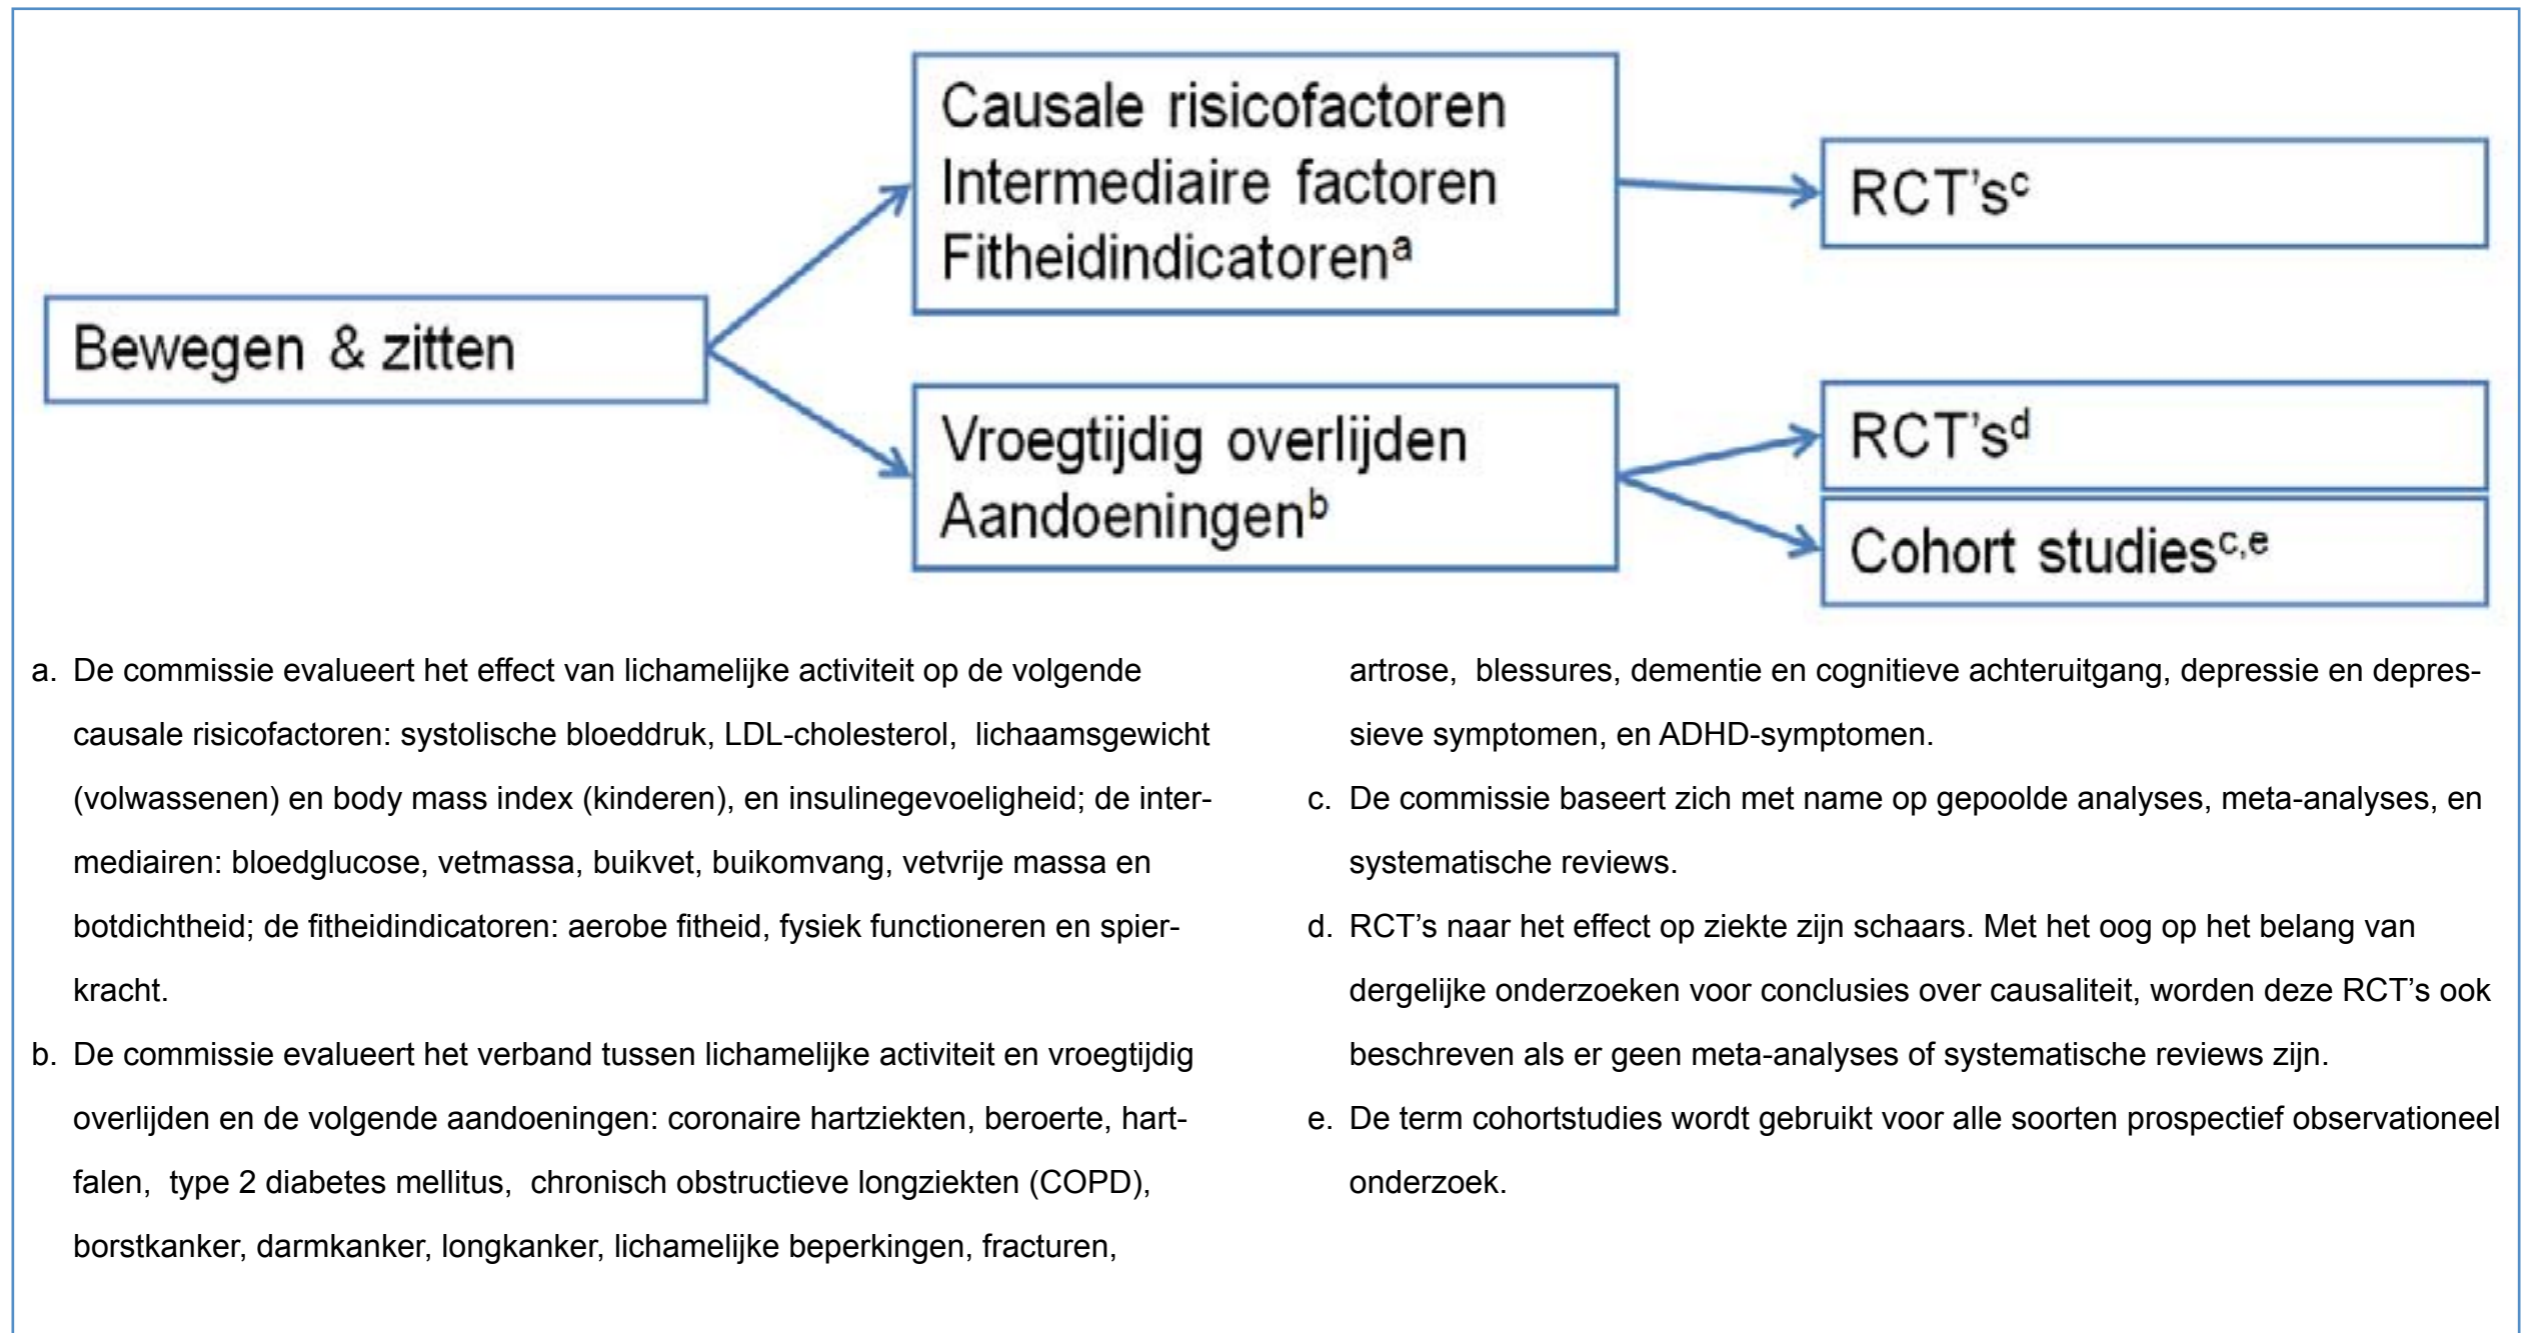 Bewegen & zitten
Causale risicofactoren
Intermediaire factoren
Fitheidindicatorenᵃ
Vroegtijdig overlijden
Aandoeningenᵇ
RCT'sᶜ
RCT'sᵈ
Cohort studiesᶜ,ᵉ
a. De commissie evalueert het effect van lichamelijke activiteit op de volgende
causale risicofactoren: systolische bloeddruk, LDL-cholesterol, lichaamsgewicht
(volwassenen) en body mass index (kinderen), en insulinegevoeligheid; de inter-
mediairen: bloedglucose, vetmassa, buikvet, buikomvang, vetvrije massa en
botdichtheid; de fitheidindicatoren: aerobe fitheid, fysiek functioneren en spier-
kracht.
b. De commissie evalueert het verband tussen lichamelijke activiteit en vroegtijdig
overlijden en de volgende aandoeningen: coronaire hartziekten, beroerte, hart-
falen, type 2 diabetes mellitus, chronisch obstructieve longziekten (COPD),
borstkanker, darmkanker, longkanker, lichamelijke beperkingen, fracturen,
artrose, blessures, dementie en cognitieve achteruitgang, depressie en depres-
sieve symptomen, en ADHD-symptomen.
c. De commissie baseert zich met name op gepoolde analyses, meta-analyses, en
systematische reviews.
d. RCT's naar het effect op ziekte zijn schaars. Met het oog op het belang van
dergelijke onderzoeken voor conclusies over causaliteit, worden deze RCT's ook
beschreven als er geen meta-analyses of systematische reviews zijn.
e. De term cohortstudies wordt gebruikt voor alle soorten prospectief observationeel
onderzoek.